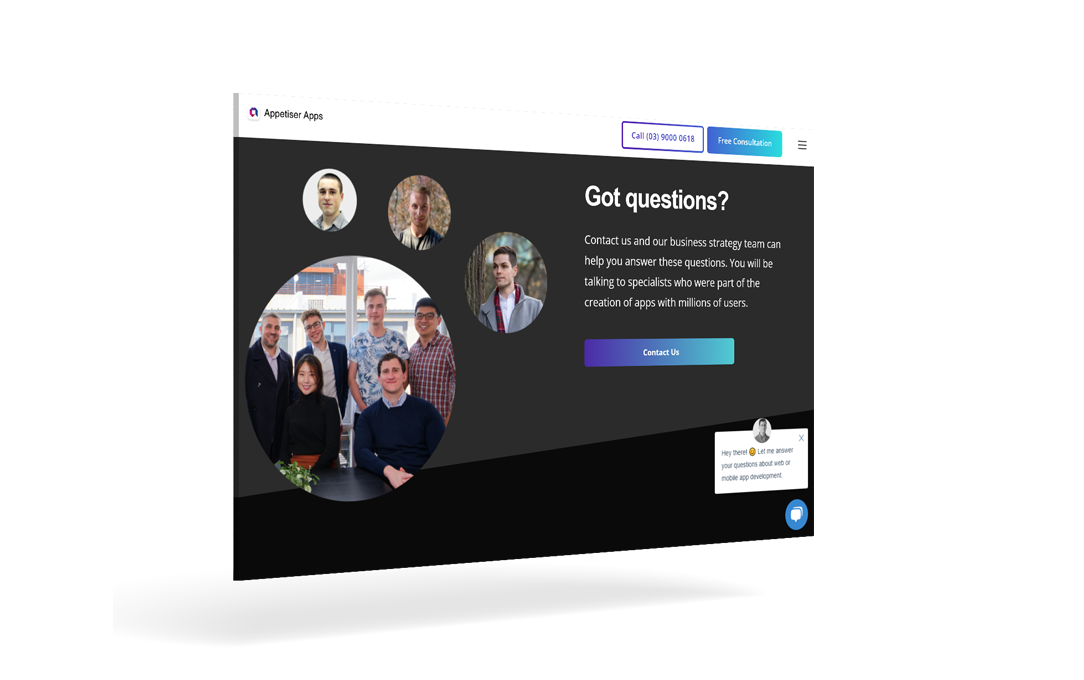 Appetiser Apps
Call (03) 9000 0618
Free Consultation
Got questions?
Contact us and our business strategy team can
help you answer these questions. You will be
talking to specialists who were part of the
creation of apps with millions of users.
Contact Us
X
Hey there! 😊 Let me answer
your questions about web or
mobile app development.